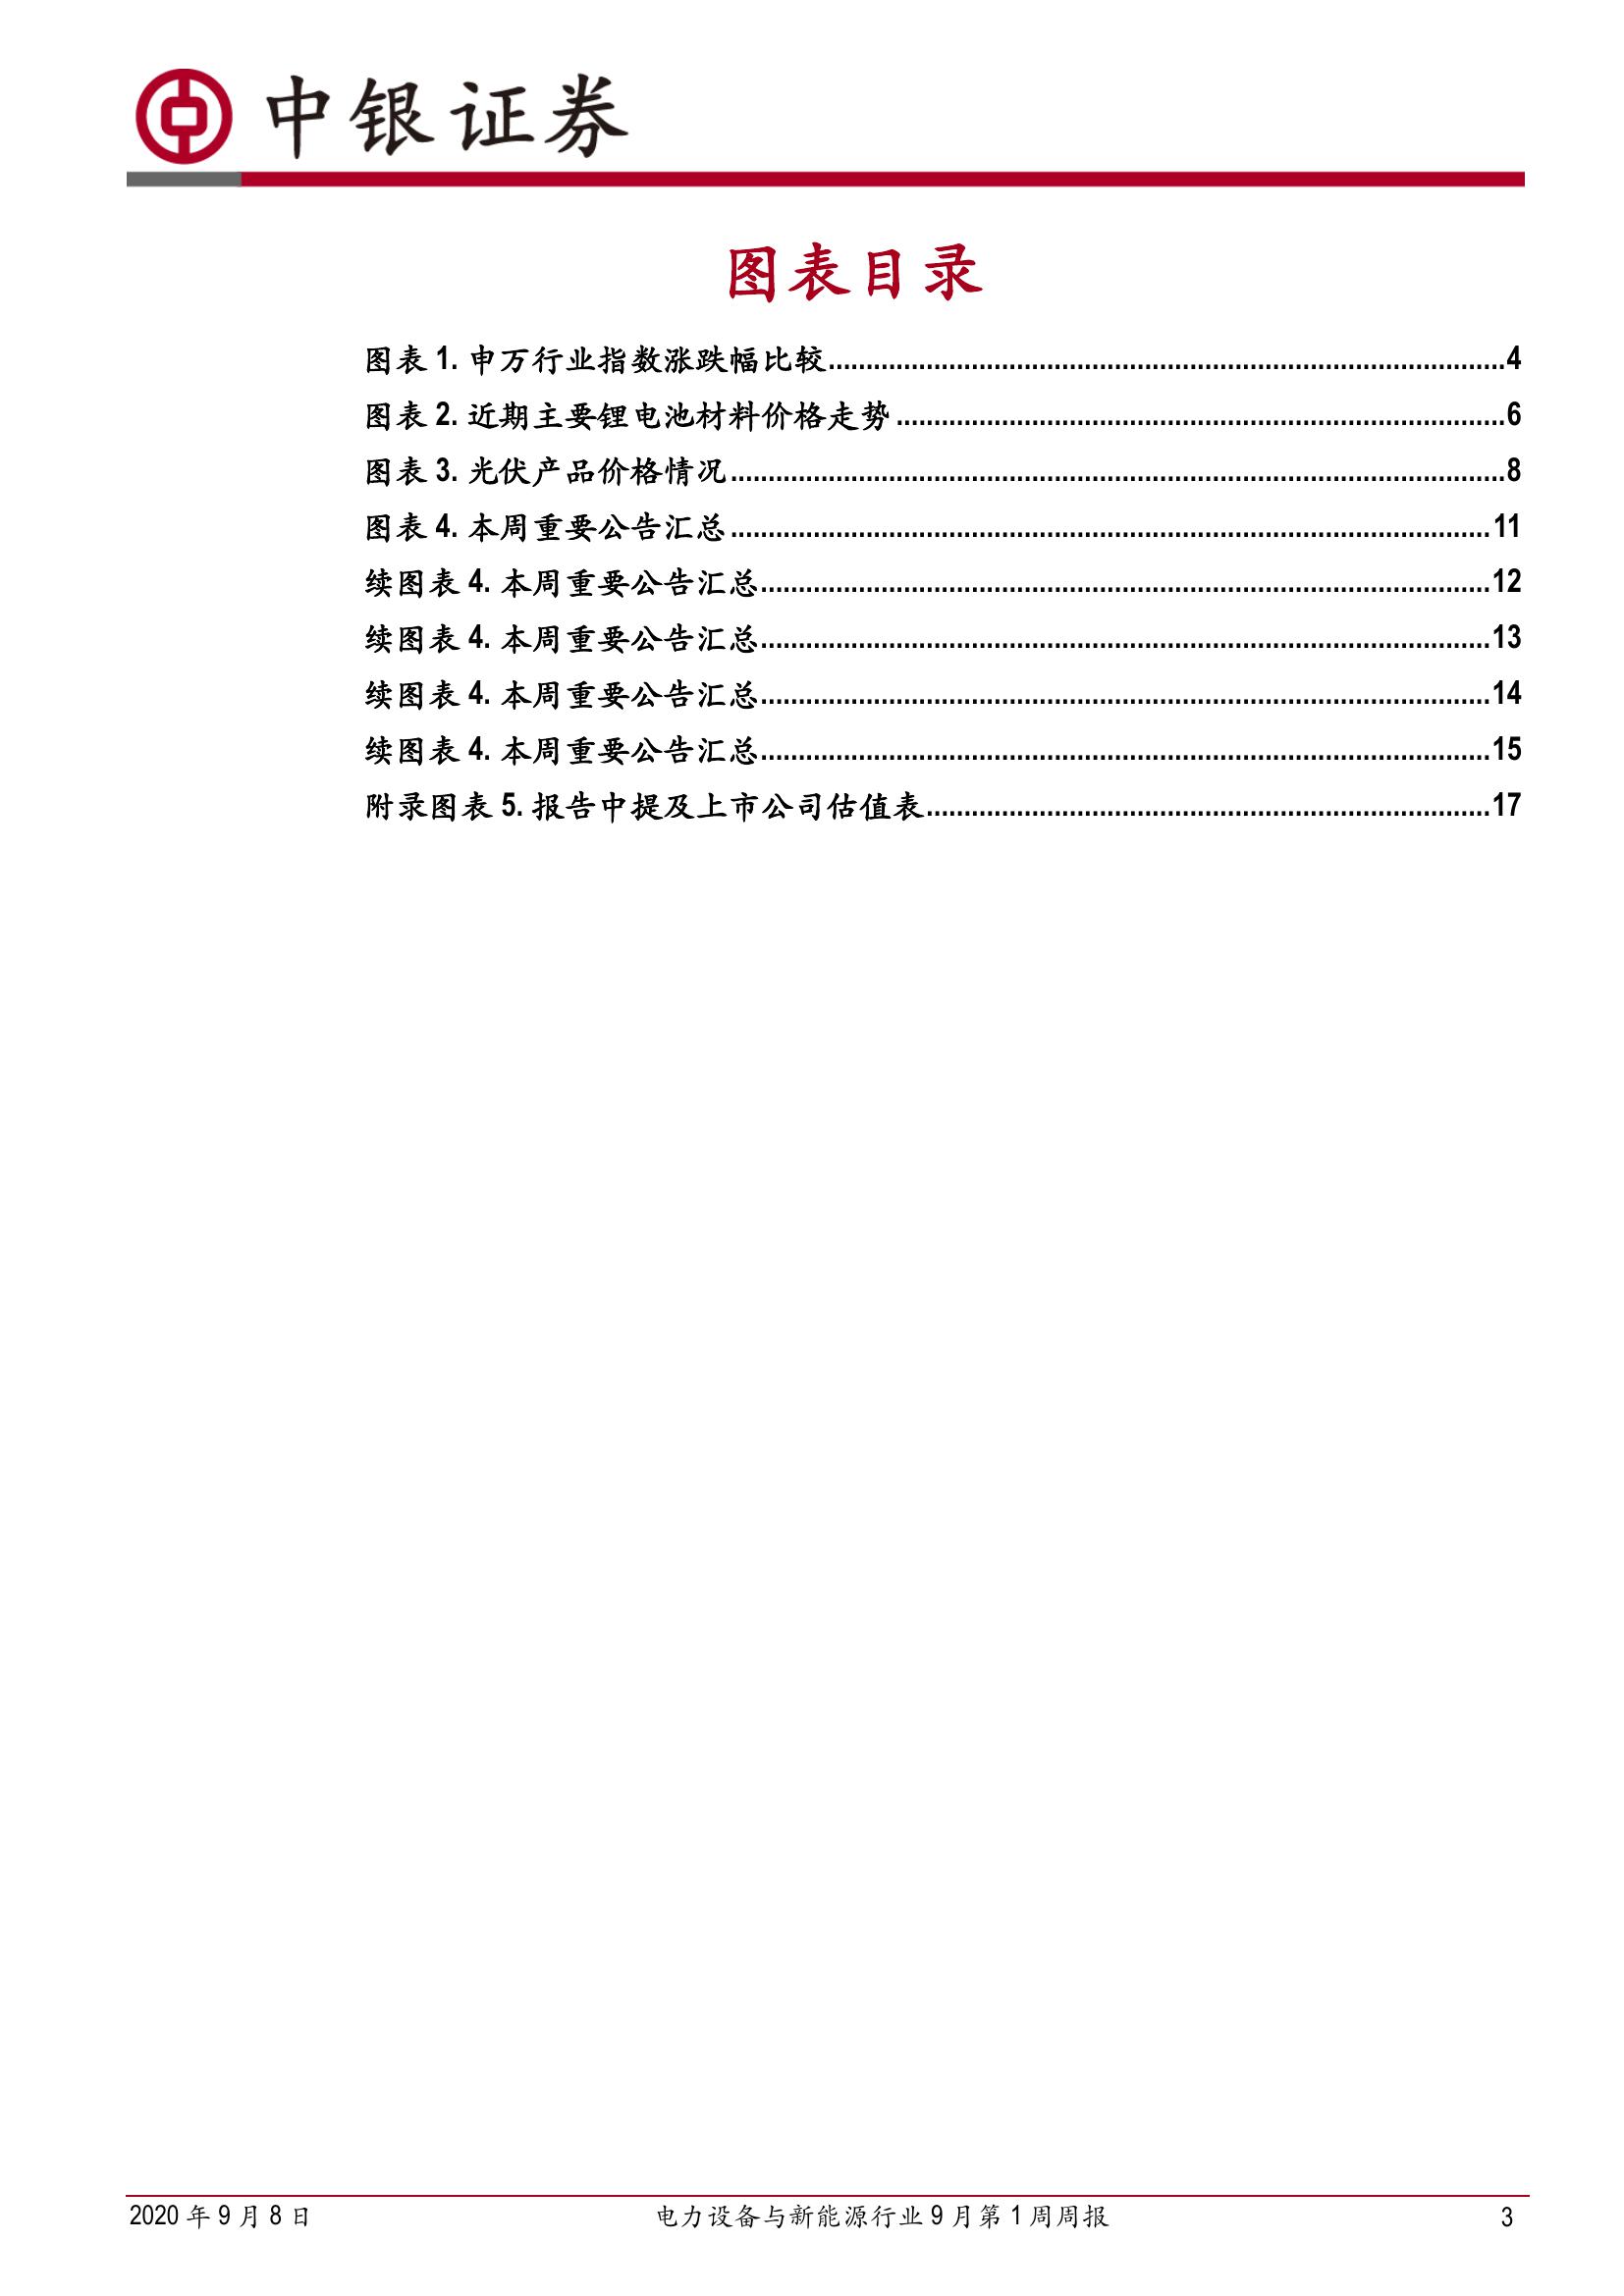 中银证券
图表目录
图表 1. 申万行业指数涨跌幅比较..........................................................................................4
图表 2. 近期主要锂电池材料价格走势.................................................................................6
图表 3. 光伏产品价格情况......................................................................................................8
图表 4. 本周重要公告汇总....................................................................................................11
续图表 4. 本周重要公告汇总................................................................................................12
续图表 4. 本周重要公告汇总................................................................................................13
续图表 4. 本周重要公告汇总................................................................................................14
续图表 4. 本周重要公告汇总................................................................................................15
附录图表 5. 报告中提及上市公司估值表...........................................................................17
2020 年 9 月 8 日 电力设备与新能源行业 9 月第 1 周周报 3